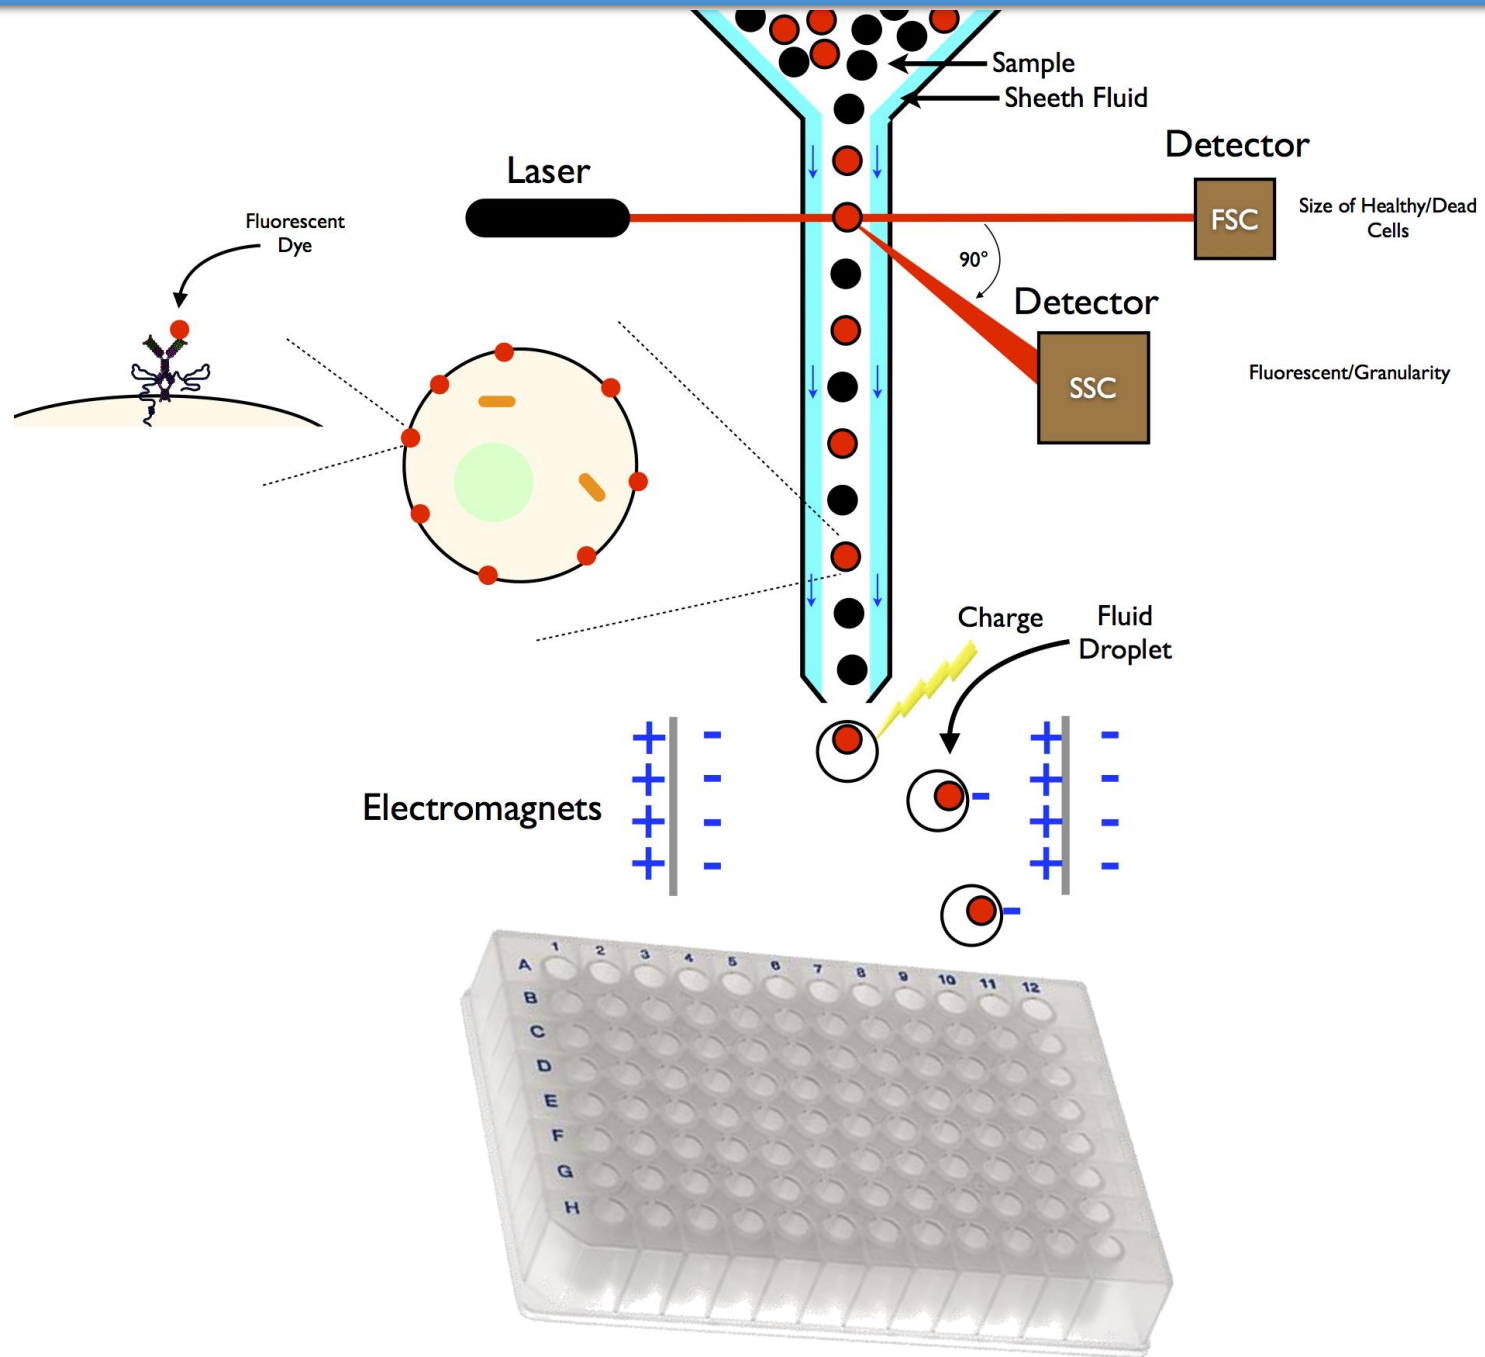 Sample
Sheeth Fluid
Detector
Laser
FSC
Size of Healthy/Dead
Cells
Fluorescent
Dye
90°
Detector
SSC
Fluorescent/Granularity
Charge
Fluid
Droplet
+ - + -
+ - - + -
Electromagnets
+ - + -
+ - + -
-
1 2 3 4 5 6 7 8 9 10 11 12
A
B
C
D
E
F
G
H